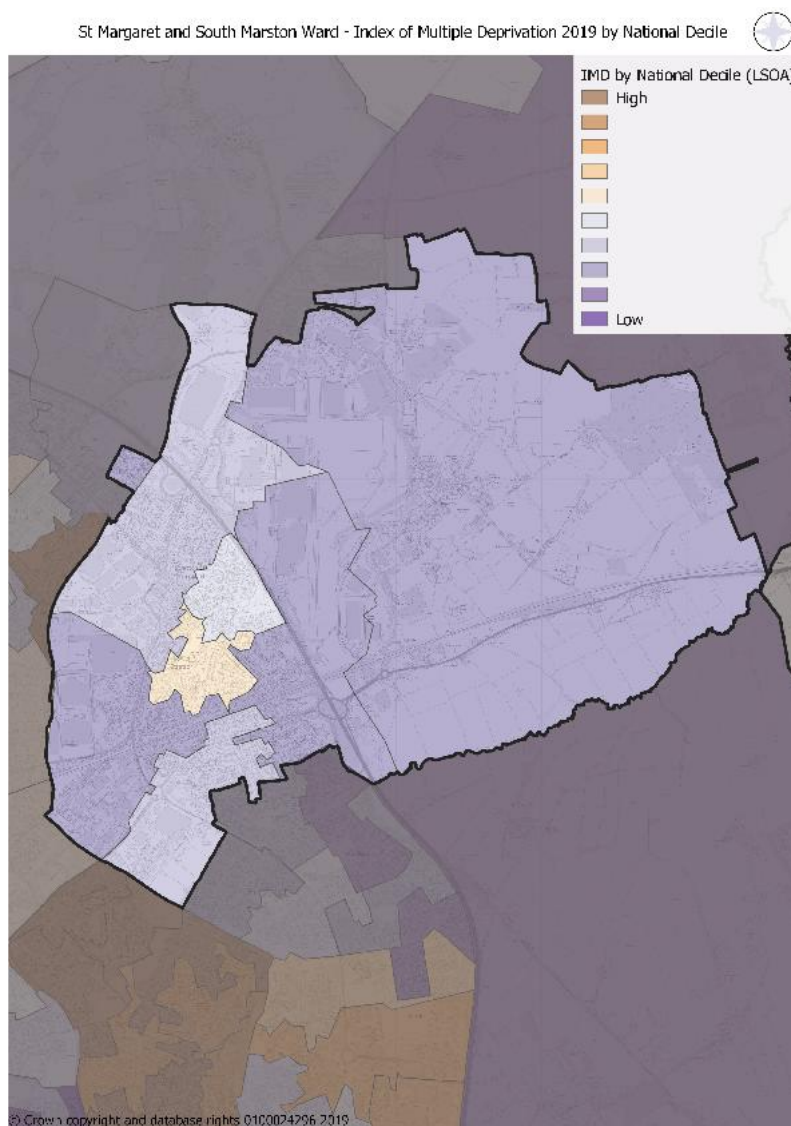 St Margaret and South Marston Ward - Index of Multiple Deprivation 2019 by National Decile
IMD by National Decile (LSOA)
High
Low
© Crown copyright and database rights 0100024296 2019